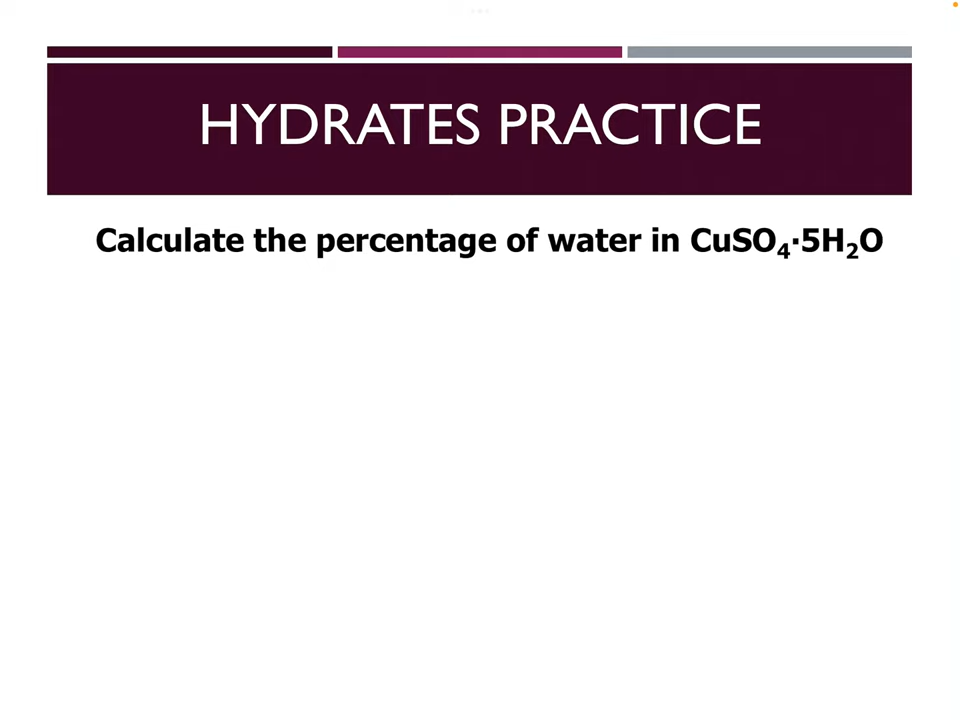 HYDRATES PRACTICE
Calculate the percentage of water in CuSO₄·5H₂O